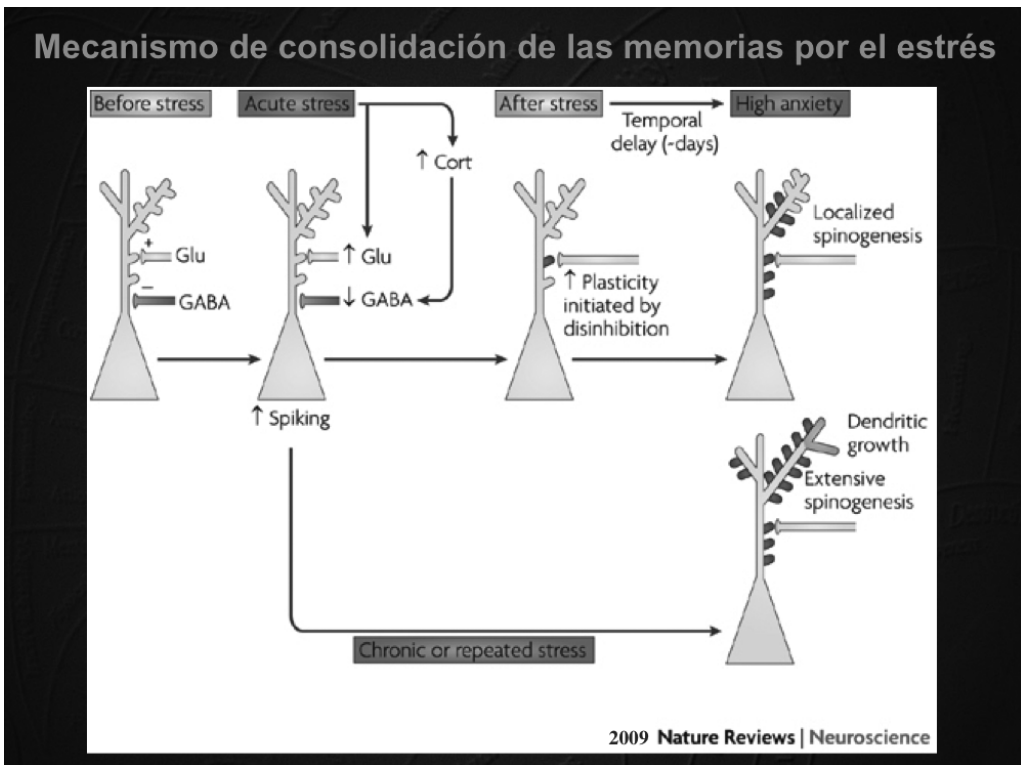 Mecanismo de consolidación de las memorias por el estrés
Before stress
Acute stress
After stress
Temporal
delay (~days)
High anxiety
↑ Cort
+
Glu
–
GABA
↑ Glu
↓ GABA
↑ Plasticity
initiated by
disinhibition
Localized
spinogenesis
↑ Spiking
Dendritic
growth
Extensive
spinogenesis
Chronic or repeated stress
2009 Nature Reviews | Neuroscience